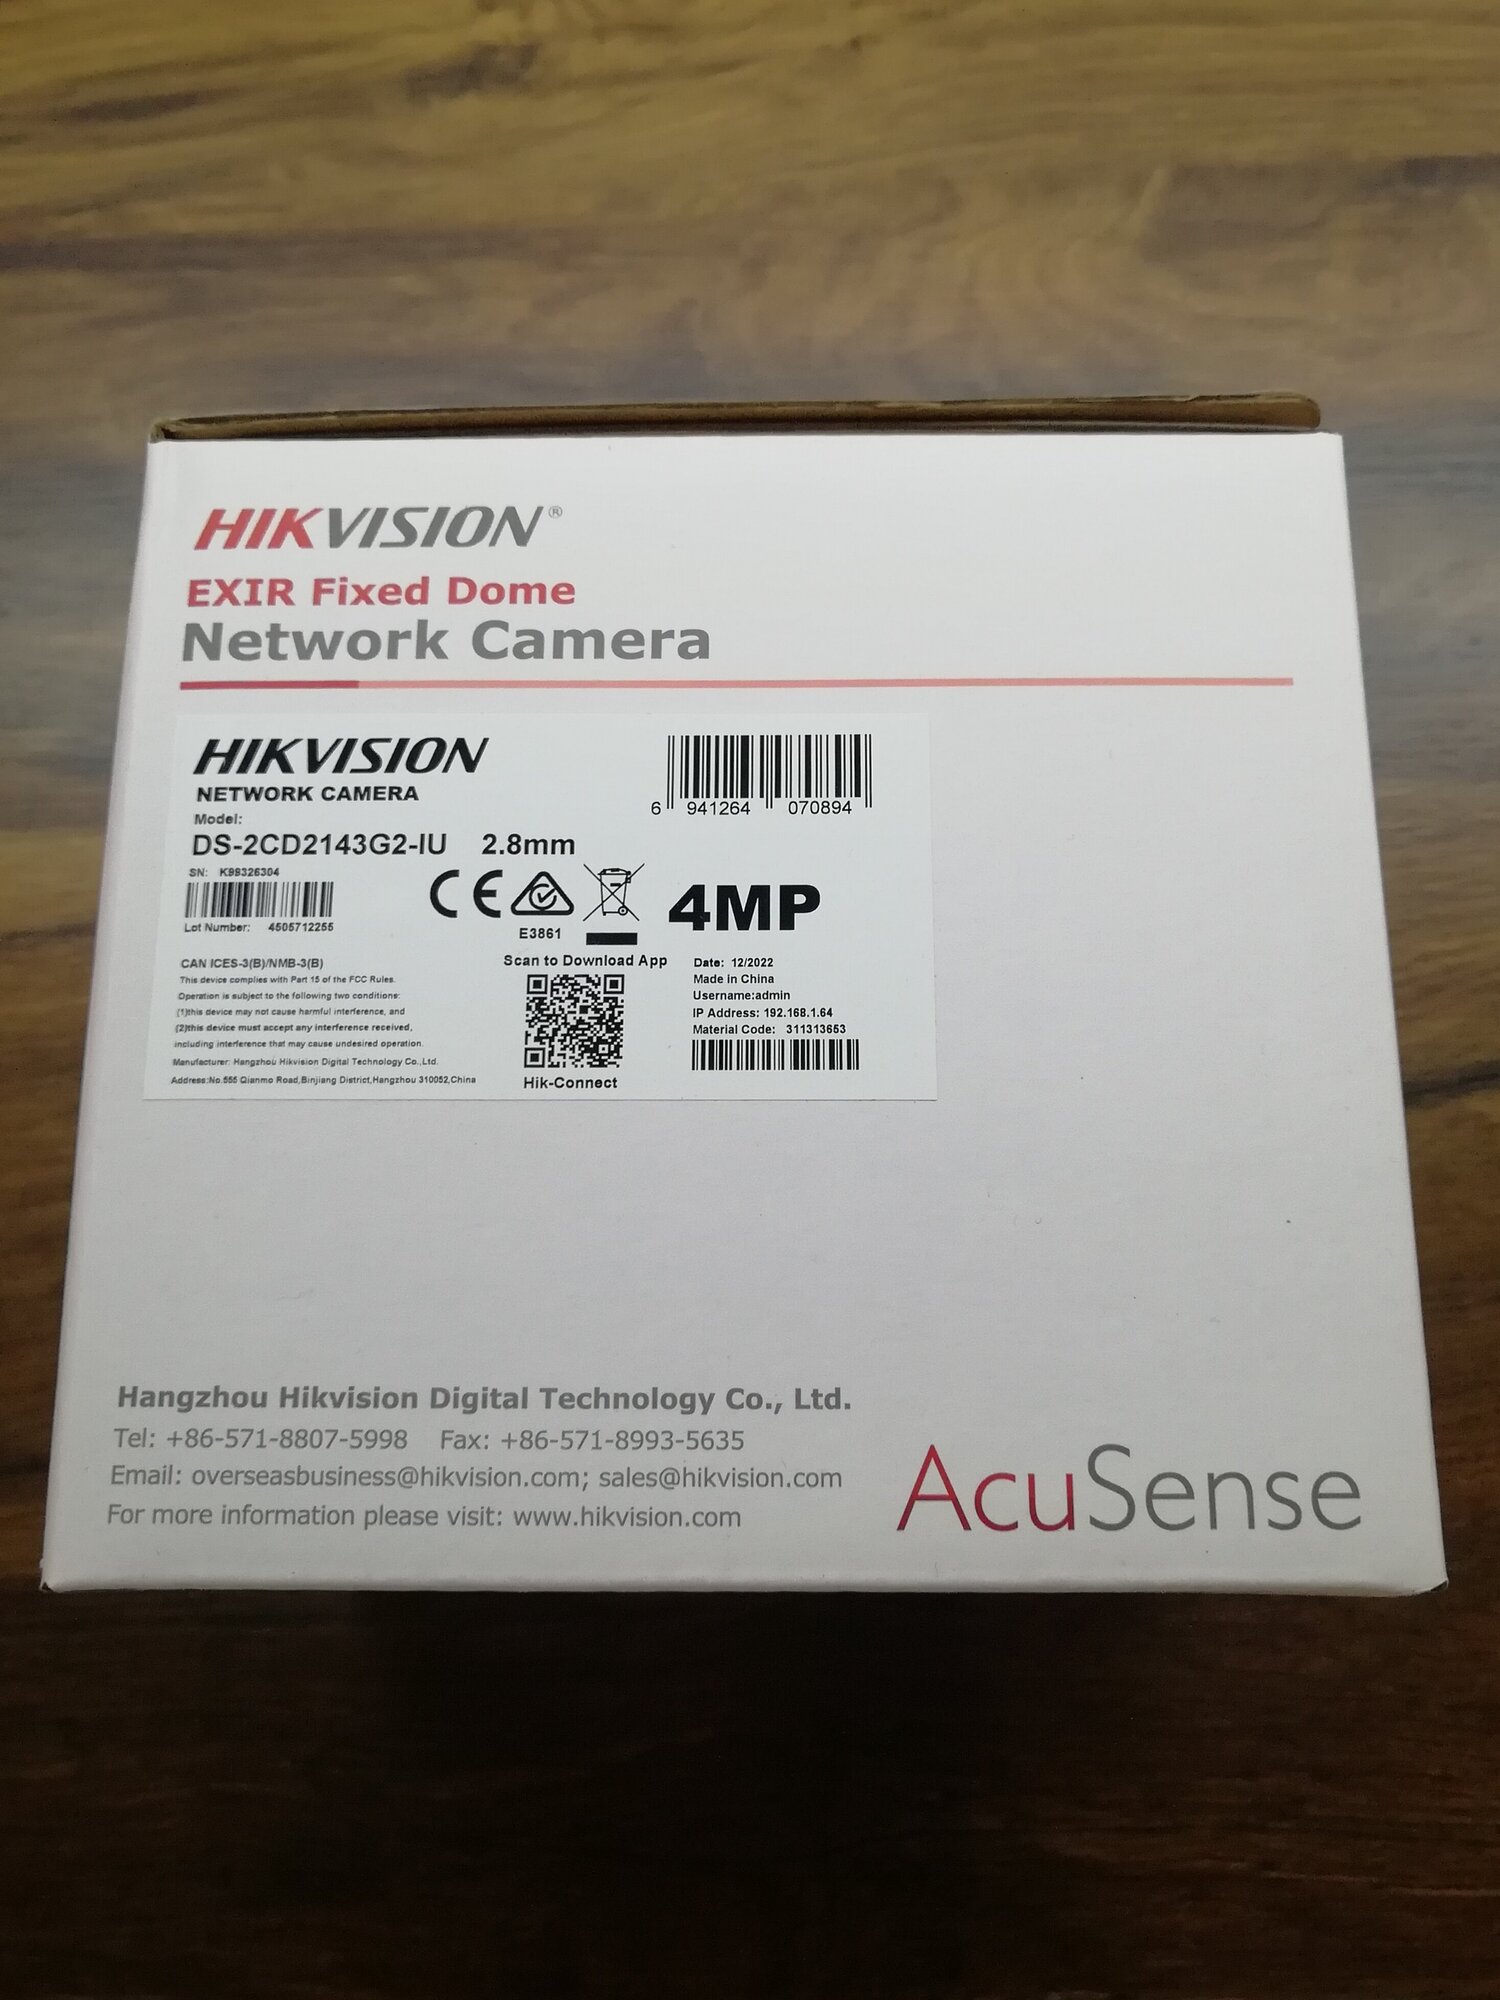 HIKVISION®
EXIR Fixed Dome
Network Camera
HIKVISION
NETWORK CAMERA
Model:
DS-2CD2143G2-IU 2.8mm
SN: K99326304
Lot Number: 4505712255
6 941264 070894
CE
E3861
4MP
CAN ICES-3(B)/NMB-3(B)
This device complies with Part 15 of the FCC Rules.
Operation is subject to the following two conditions:
(1)this device may not cause harmful interference, and
(2)this device must accept any interference received,
including interference that may cause undesired operation.
Manufacturer: Hangzhou Hikvision Digital Technology Co.,Ltd.
Address:No.555 Qianmo Road,Binjiang District,Hangzhou 310052,China
Scan to Download App
Hik-Connect
Date: 12/2022
Made in China
Username:admin
IP Address: 192.168.1.64
Material Code: 311313653
Hangzhou Hikvision Digital Technology Co., Ltd.
Tel: +86-571-8807-5998 Fax: +86-571-8993-5635
Email: overseasbusiness@hikvision.com; sales@hikvision.com
For more information please visit: www.hikvision.com
AcuSense